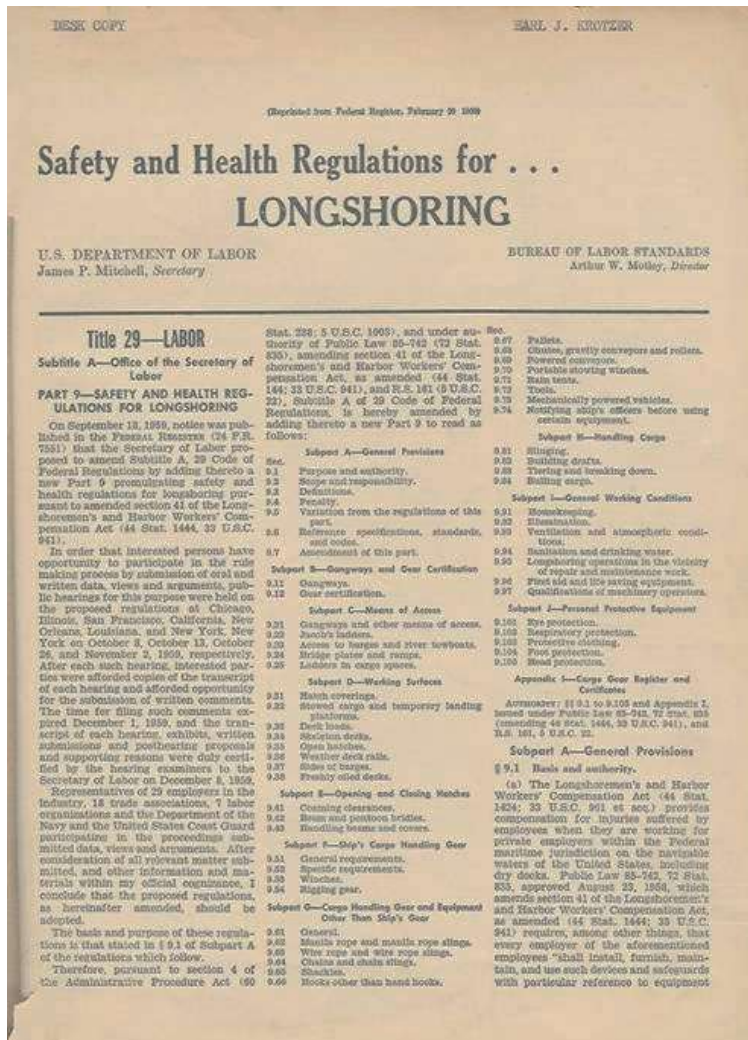 DESK COPY
EARL J. KROTZER
(Reprinted from Federal Register, February 20 1960)
Safety and Health Regulations for . . .
LONGSHORING
U.S. DEPARTMENT OF LABOR
James P. Mitchell, Secretary
BUREAU OF LABOR STANDARDS
Arthur W. Motley, Director
Title 29—LABOR
Subtitle A—Office of the Secretary of
Labor
PART 9—SAFETY AND HEALTH REG-
ULATIONS FOR LONGSHORING
On September 18, 1959, notice was pub-
lished in the FEDERAL REGISTER (24 F.R.
7551) that the Secretary of Labor pro-
posed to amend Subtitle A, 29 Code of
Federal Regulations by adding thereto a
new Part 9 promulgating safety and
health regulations for longshoring pur-
suant to amended section 41 of the Long-
shoremen's and Harbor Workers' Com-
pensation Act (44 Stat. 1444, 33 U.S.C.
941).
In order that interested persons have
opportunity to participate in the rule
making process by submission of oral and
written data, views and arguments, pub-
lic hearings for this purpose were held on
the proposed regulations at Chicago,
Illinois, San Francisco, California, New
Orleans, Louisiana, and New York, New
York on October 8, October 13, October
26, and November 2, 1959, respectively.
After each such hearing, interested par-
ties were afforded copies of the transcript
of each hearing and afforded opportunity
for the submission of written comments.
The time for filing such comments ex-
pired December 1, 1959, and the tran-
script of each hearing, exhibits, written
submissions and posthearing proposals
and supporting reasons were duly certi-
fied by the hearing examiners to the
Secretary of Labor on December 8, 1959.
Representatives of 29 employers in the
industry, 18 trade associations, 7 labor
organizations and the Department of the
Navy and the United States Coast Guard
participating in the proceedings sub-
mitted data, views and arguments. After
consideration of all relevant matter sub-
mitted, and other information and ma-
terials within my official cognizance, I
conclude that the proposed regulations,
as hereinafter amended, should be
adopted.
The basis and purpose of these regula-
tions is that stated in § 9.1 of Subpart A
of the regulations which follow.
Therefore, pursuant to section 4 of
the Administrative Procedure Act (60
Stat. 238; 5 U.S.C. 1003), and under au-
thority of Public Law 85-742 (72 Stat.
835), amending section 41 of the Long-
shoremen's and Harbor Workers' Com-
pensation Act, as amended (44 Stat.
144; 33 U.S.C. 941), and R.S. 161 (5 U.S.C.
22), Subtitle A of 29 Code of Federal
Regulations, is hereby amended by
adding thereto a new Part 9 to read as
follows:
Subpart A—General Provisions
Sec.
9.1 Purpose and authority.
9.2 Scope and responsibility.
9.3 Definitions.
9.4 Penalty.
9.5 Variation from the regulations of this
part.
9.6 Reference specifications, standards,
and codes.
9.7 Amendment of this part.
Subpart B—Gangways and Gear Certification
9.11 Gangways.
9.12 Gear certification.
Subpart C—Means of Access
9.21 Gangways and other means of access.
9.22 Jacob's ladders.
9.23 Access to barges and river towboats.
9.24 Bridge plates and ramps.
9.25 Ladders in cargo spaces.
Subpart D—Working Surfaces
9.31 Hatch coverings.
9.32 Stowed cargo and temporary landing
platforms.
9.33 Deck loads.
9.34 Skeleton decks.
9.35 Open hatches.
9.36 Weather deck rails.
9.37 Sides of barges.
9.38 Freshly oiled decks.
Subpart E—Opening and Closing Hatches
9.41 Coaming clearances.
9.42 Beam and pontoon bridles.
9.43 Handling beams and covers.
Subpart F—Ship's Cargo Handling Gear
9.51 General requirements.
9.52 Specific requirements.
9.53 Winches.
9.54 Rigging gear.
Subpart G—Cargo Handling Gear and Equipment
Other Than Ship's Gear
9.61 General.
9.62 Manila rope and manila rope slings.
9.63 Wire rope and wire rope slings.
9.64 Chains and chain slings.
9.65 Shackles.
9.66 Hooks other than hand hooks.
Sec.
9.67 Pallets.
9.68 Chutes, gravity conveyors and rollers.
9.69 Powered conveyors.
9.70 Portable stowing winches.
9.71 Rain tents.
9.72 Tools.
9.73 Mechanically powered vehicles.
9.74 Notifying ship's officers before using
certain equipment.
Subpart H—Handling Cargo
9.81 Slinging.
9.82 Building drafts.
9.83 Tiering and breaking down.
9.84 Bulling cargo.
Subpart I—General Working Conditions
9.91 Housekeeping.
9.92 Illumination.
9.93 Ventilation and atmospheric condi-
tions.
9.94 Sanitation and drinking water.
9.95 Longshoring operations in the vicinity
of repair and maintenance work.
9.96 First aid and life saving equipment.
9.97 Qualifications of machinery operators.
Subpart J—Personal Protective Equipment
9.101 Eye protection.
9.102 Respiratory protection.
9.103 Protective clothing.
9.104 Foot protection.
9.105 Head protection.
Appendix I—Cargo Gear Register and
Certificates
AUTHORITY: §§ 9.1 to 9.105 and Appendix I,
issued under Public Law 85-742, 72 Stat. 835
(amending 44 Stat. 1444, 33 U.S.C. 941), and
R.S. 161, 5 U.S.C. 22.
Subpart A—General Provisions
§ 9.1 Basis and authority.
(a) The Longshoremen's and Harbor
Workers' Compensation Act (44 Stat.
1424; 33 U.S.C. 901 et seq.) provides
compensation for injuries suffered by
employees when they are working for
private employers within the Federal
maritime jurisdiction on the navigable
waters of the United States, including
dry docks. Public Law 85-742, 72 Stat.
835, approved August 23, 1958, which
amends section 41 of the Longshoremen's
and Harbor Workers' Compensation Act,
as amended (44 Stat. 1444; 33 U.S.C.
941) requires, among other things, that
every employer of the aforementioned
employees "shall install, furnish, main-
tain, and use such devices and safeguards
with particular reference to equipment